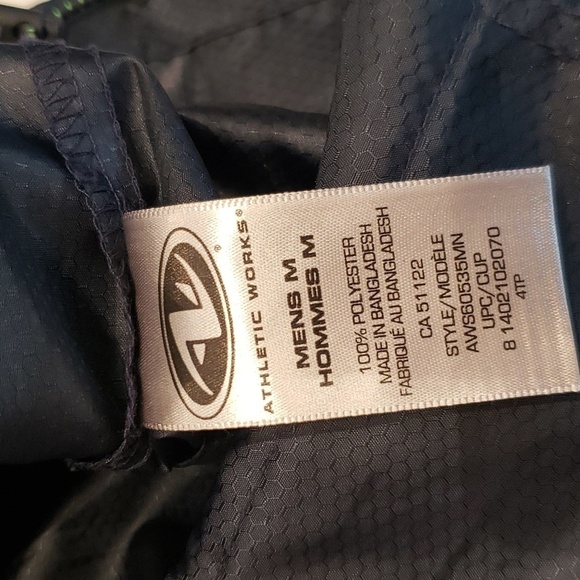 ATHLETIC WORKS®
MENS M
HOMMES M
100% POLYESTER
MADE IN BANGLADESH
FABRIQUÉ AU BANGLADESH
CA 51122
STYLE/MODÈLE
AWS60535MN
UPC/CUP
8 1402102070
4TP